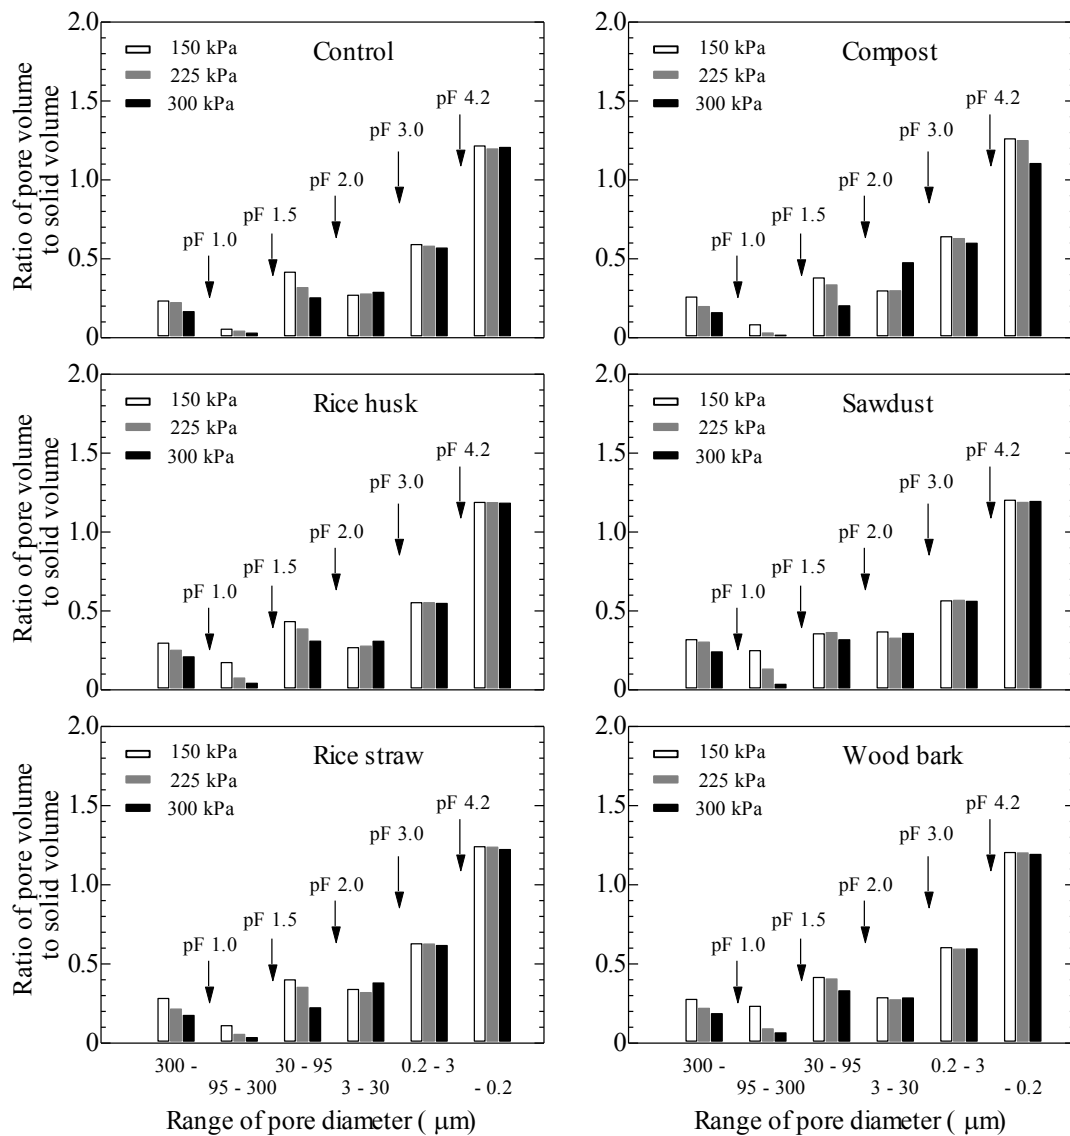 Ratio of pore volume
to solid volume
2.0
1.5
1.0
0.5
0
150 kPa
225 kPa
300 kPa
Control
pF 1.0
pF 1.5
pF 2.0
pF 3.0
pF 4.2
2.0
1.5
1.0
0.5
0
150 kPa
225 kPa
300 kPa
Compost
pF 1.0
pF 1.5
pF 2.0
pF 3.0
pF 4.2
Ratio of pore volume
to solid volume
2.0
1.5
1.0
0.5
0
150 kPa
225 kPa
300 kPa
Rice husk
pF 1.0
pF 1.5
pF 2.0
pF 3.0
pF 4.2
2.0
1.5
1.0
0.5
0
150 kPa
225 kPa
300 kPa
Sawdust
pF 1.0
pF 1.5
pF 2.0
pF 3.0
pF 4.2
Ratio of pore volume
to solid volume
2.0
1.5
1.0
0.5
0
150 kPa
225 kPa
300 kPa
Rice straw
pF 1.0
pF 1.5
pF 2.0
pF 3.0
pF 4.2
300 -
95 - 300
30 - 95
3 - 30
0.2 - 3
- 0.2
Range of pore diameter ( μm)
2.0
1.5
1.0
0.5
0
150 kPa
225 kPa
300 kPa
Wood bark
pF 1.0
pF 1.5
pF 2.0
pF 3.0
pF 4.2
300 -
95 - 300
30 - 95
3 - 30
0.2 - 3
- 0.2
Range of pore diameter ( μm)